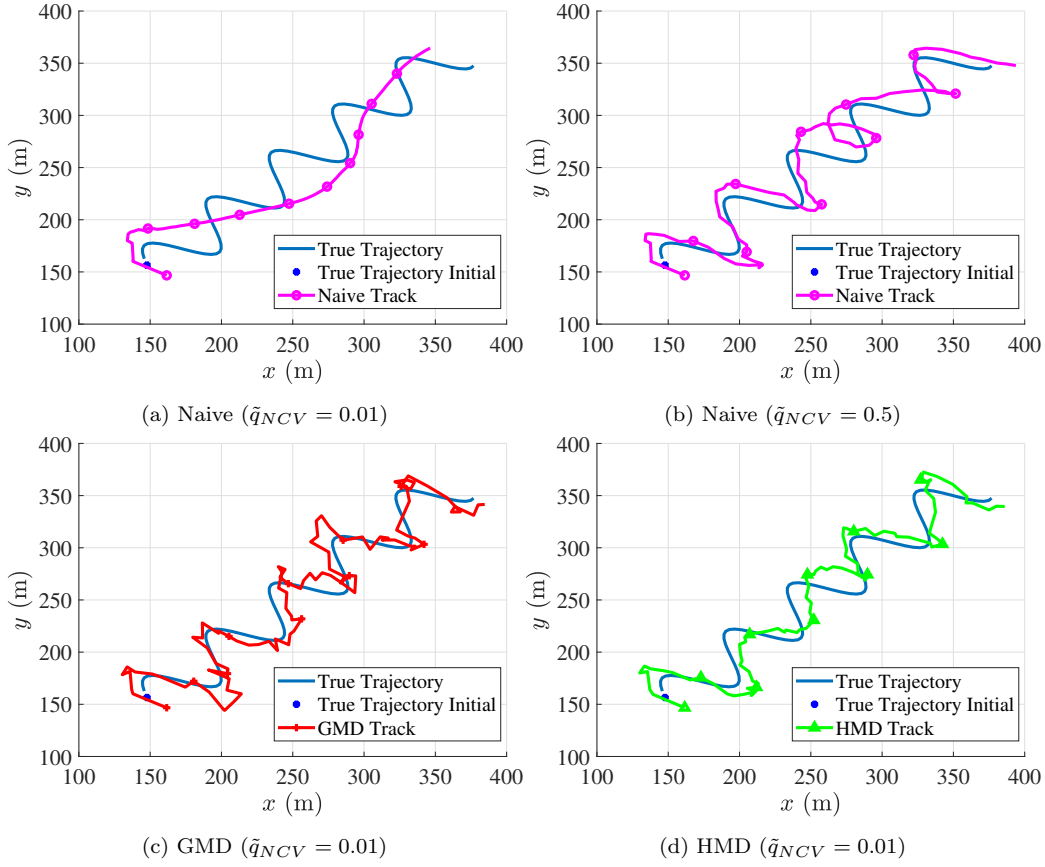 400
350
300
250
200
150
100
y (m)
100 150 200 250 300 350 400
x (m)
True Trajectory
True Trajectory Initial
Naive Track
(a) Naive (q̃_{NCV} = 0.01)
400
350
300
250
200
150
100
y (m)
100 150 200 250 300 350 400
x (m)
True Trajectory
True Trajectory Initial
Naive Track
(b) Naive (q̃_{NCV} = 0.5)
400
350
300
250
200
150
100
y (m)
100 150 200 250 300 350 400
x (m)
True Trajectory
True Trajectory Initial
GMD Track
(c) GMD (q̃_{NCV} = 0.01)
400
350
300
250
200
150
100
y (m)
100 150 200 250 300 350 400
x (m)
True Trajectory
True Trajectory Initial
HMD Track
(d) HMD (q̃_{NCV} = 0.01)